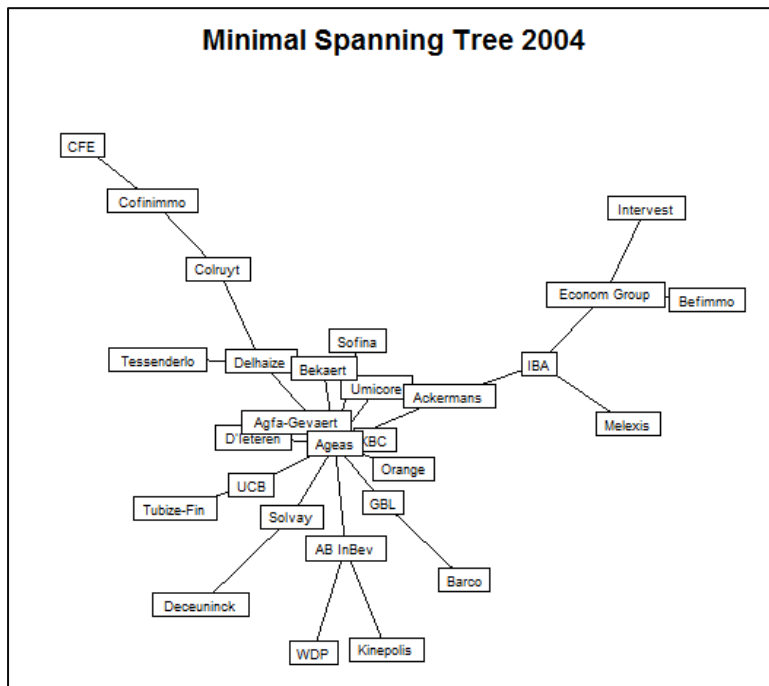 Minimal Spanning Tree 2004
CFE
Cofinimmo
Intervest
Colruyt
Econom Group
Befimmo
Sofina
Tessenderlo
Delhaize
Bekaert
IBA
Umicore
Ackermans
Agfa-Gevaert
Melexis
D'Ieteren
Ageas
KBC
Orange
UCB
GBL
Tubize-Fin
Solvay
AB InBev
Barco
Deceuninck
WDP
Kinepolis